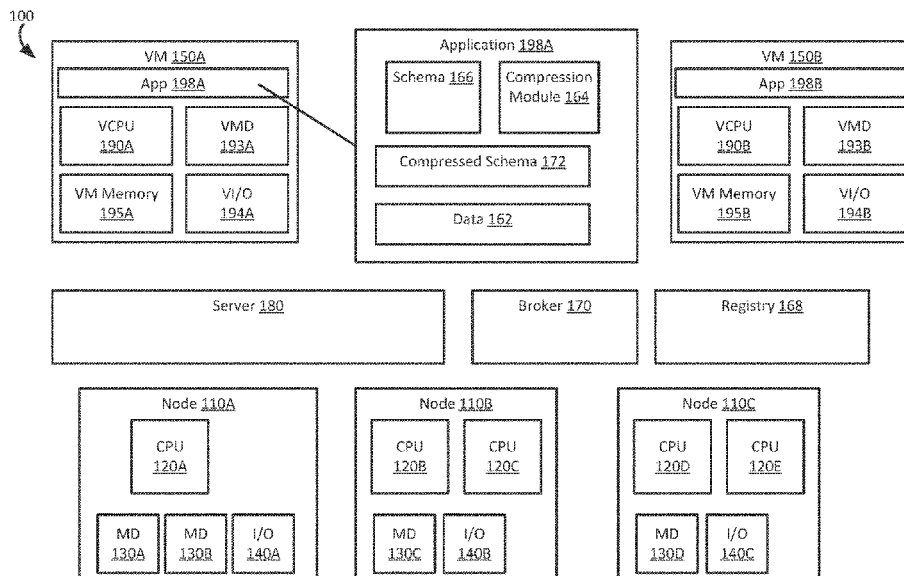 100
VM 150A
App 198A
VCPU
190A
VMD
193A
VM Memory
195A
VI/O
194A
Application 198A
Schema 166
Compression
Module 164
Compressed Schema 172
Data 162
VM 150B
App 198B
VCPU
190B
VMD
193B
VM Memory
195B
VI/O
194B
Server 180
Broker 170
Registry 168
Node 110A
CPU
120A
MD
130A
MD
130B
I/O
140A
Node 110B
CPU
120B
CPU
120C
MD
130C
I/O
140B
Node 110C
CPU
120D
CPU
120E
MD
130D
I/O
140C